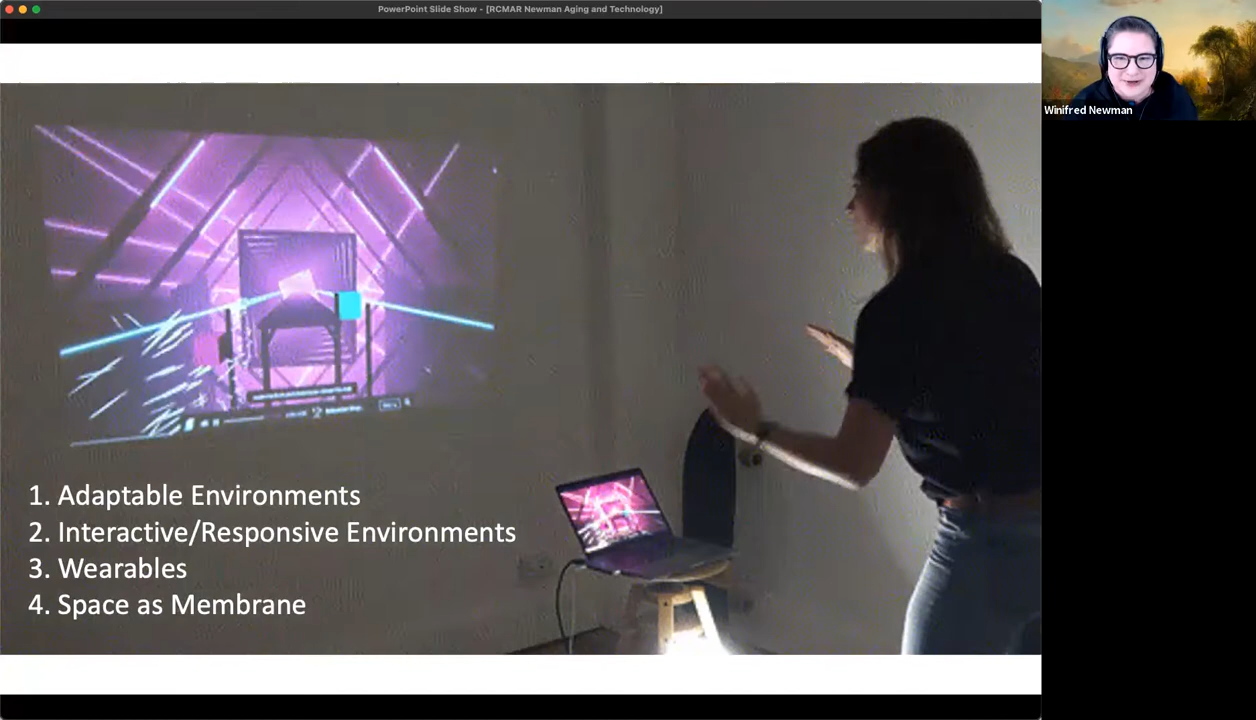 PowerPoint Slide Show - [RCMAR Newman Aging and Technology]
Winifred Newman
1. Adaptable Environments
2. Interactive/Responsive Environments
3. Wearables
4. Space as Membrane